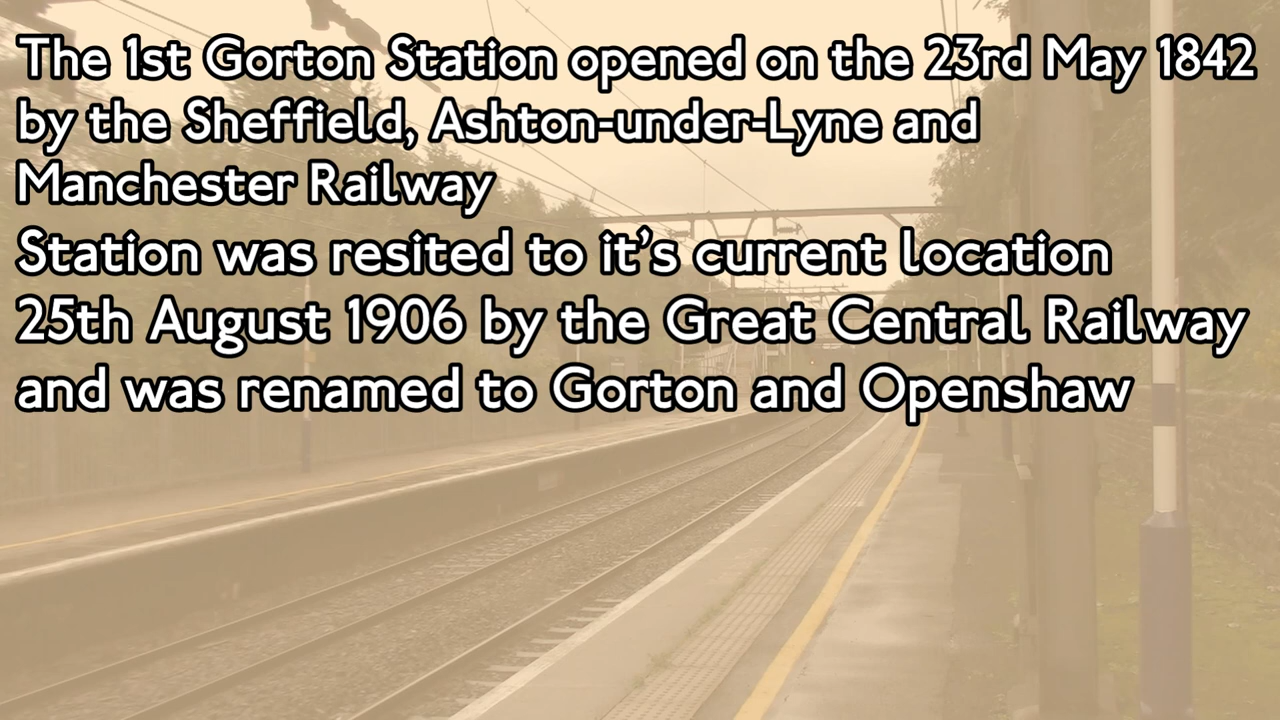 The 1st Gorton Station opened on the 23rd May 1842
by the Sheffield, Ashton-under-Lyne and
Manchester Railway
Station was resited to it’s current location
25th August 1906 by the Great Central Railway
and was renamed to Gorton and Openshaw